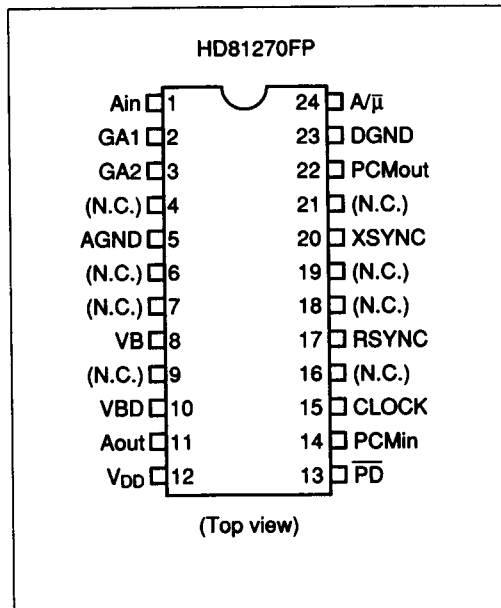 HD81270FP
Ain 1 24 A/μ̅
GA1 2 23 DGND
GA2 3 22 PCMout
(N.C.) 4 21 (N.C.)
AGND 5 20 XSYNC
(N.C.) 6 19 (N.C.)
(N.C.) 7 18 (N.C.)
VB 8 17 RSYNC
(N.C.) 9 16 (N.C.)
VBD 10 15 CLOCK
Aout 11 14 PCMin
VDD 12 13 P̅D̅
(Top view)